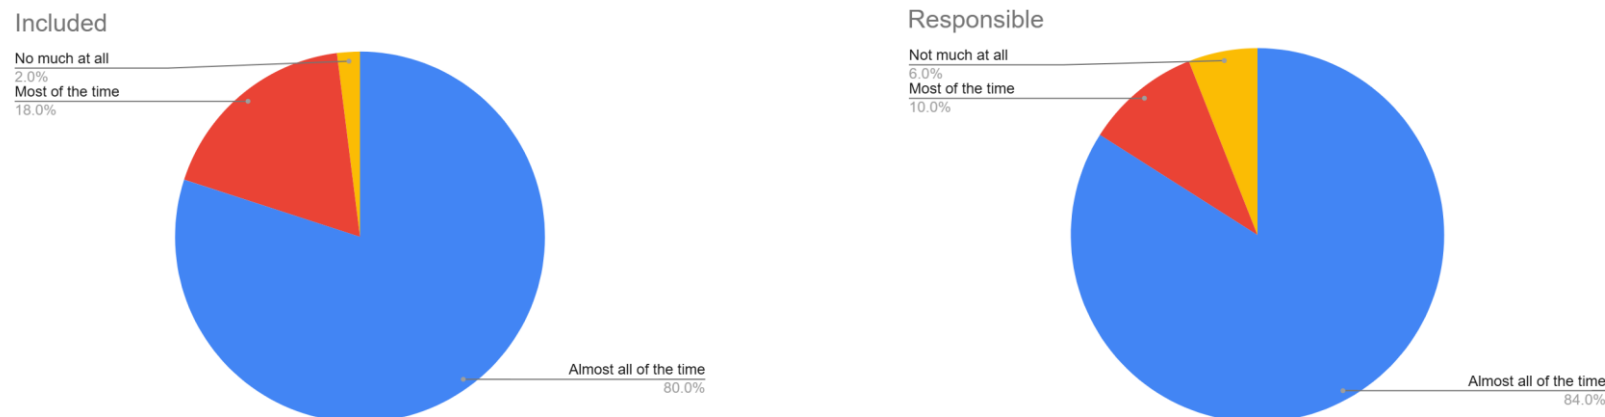 Included
No much at all
2.0%
Most of the time
18.0%
Almost all of the time
80.0%
Responsible
Not much at all
6.0%
Most of the time
10.0%
Almost all of the time
84.0%